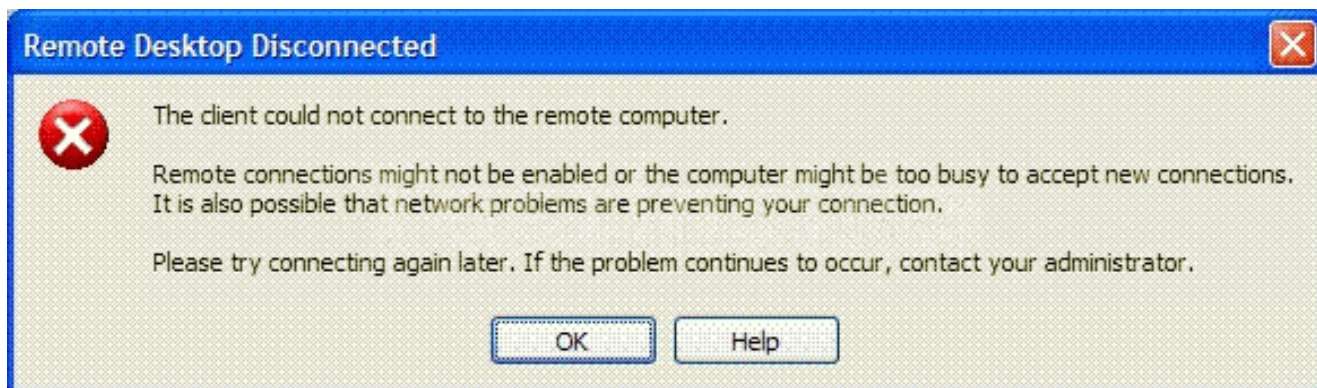 Remote Desktop Disconnected
The client could not connect to the remote computer.
Remote connections might not be enabled or the computer might be too busy to accept new connections.
It is also possible that network problems are preventing your connection.
Please try connecting again later. If the problem continues to occur, contact your administrator.
OK
Help